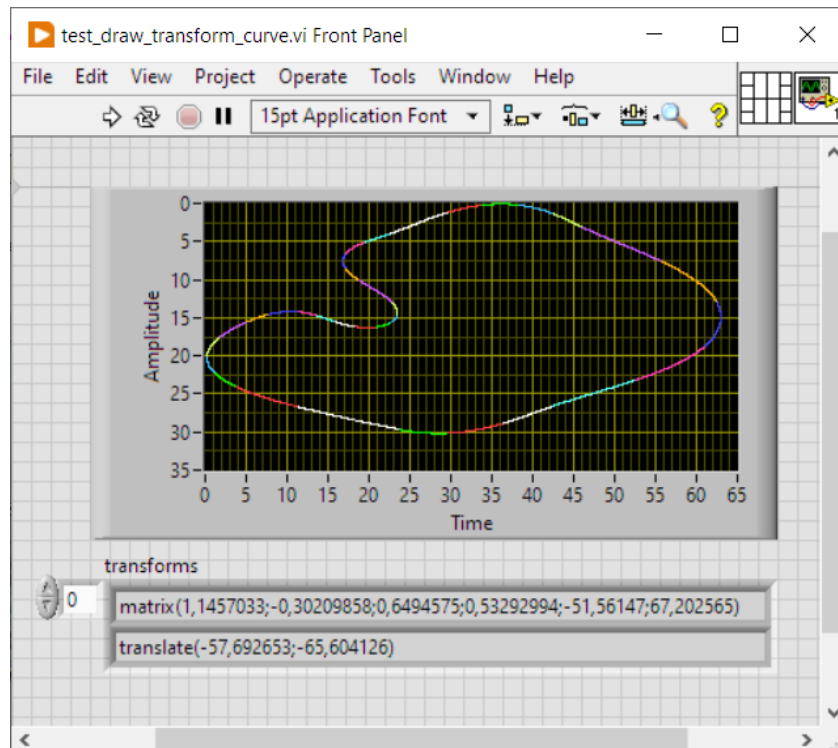 test_draw_transform_curve.vi Front Panel
File Edit View Project Operate Tools Window Help
15pt Application Font
0
5
10
15
20
25
30
35
Amplitude
0 5 10 15 20 25 30 35 40 45 50 55 60 65
Time
transforms
0
matrix(1,1457033;-0,30209858;0,6494575;0,53292994;-51,56147;67,202565)
translate(-57,692653;-65,604126)